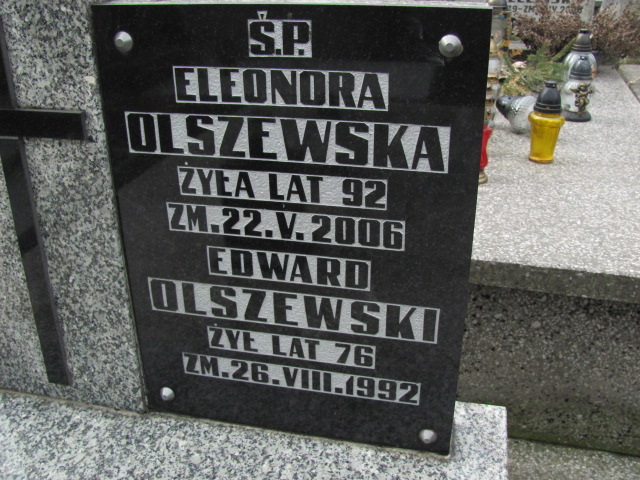 Ś.P.
ELEONORA
OLSZEWSKA
ŻYŁA LAT 92
ZM. 22. V. 2006
EDWARD
OLSZEWSKI
ŻYŁ LAT 76
ZM. 26. VIII. 1992